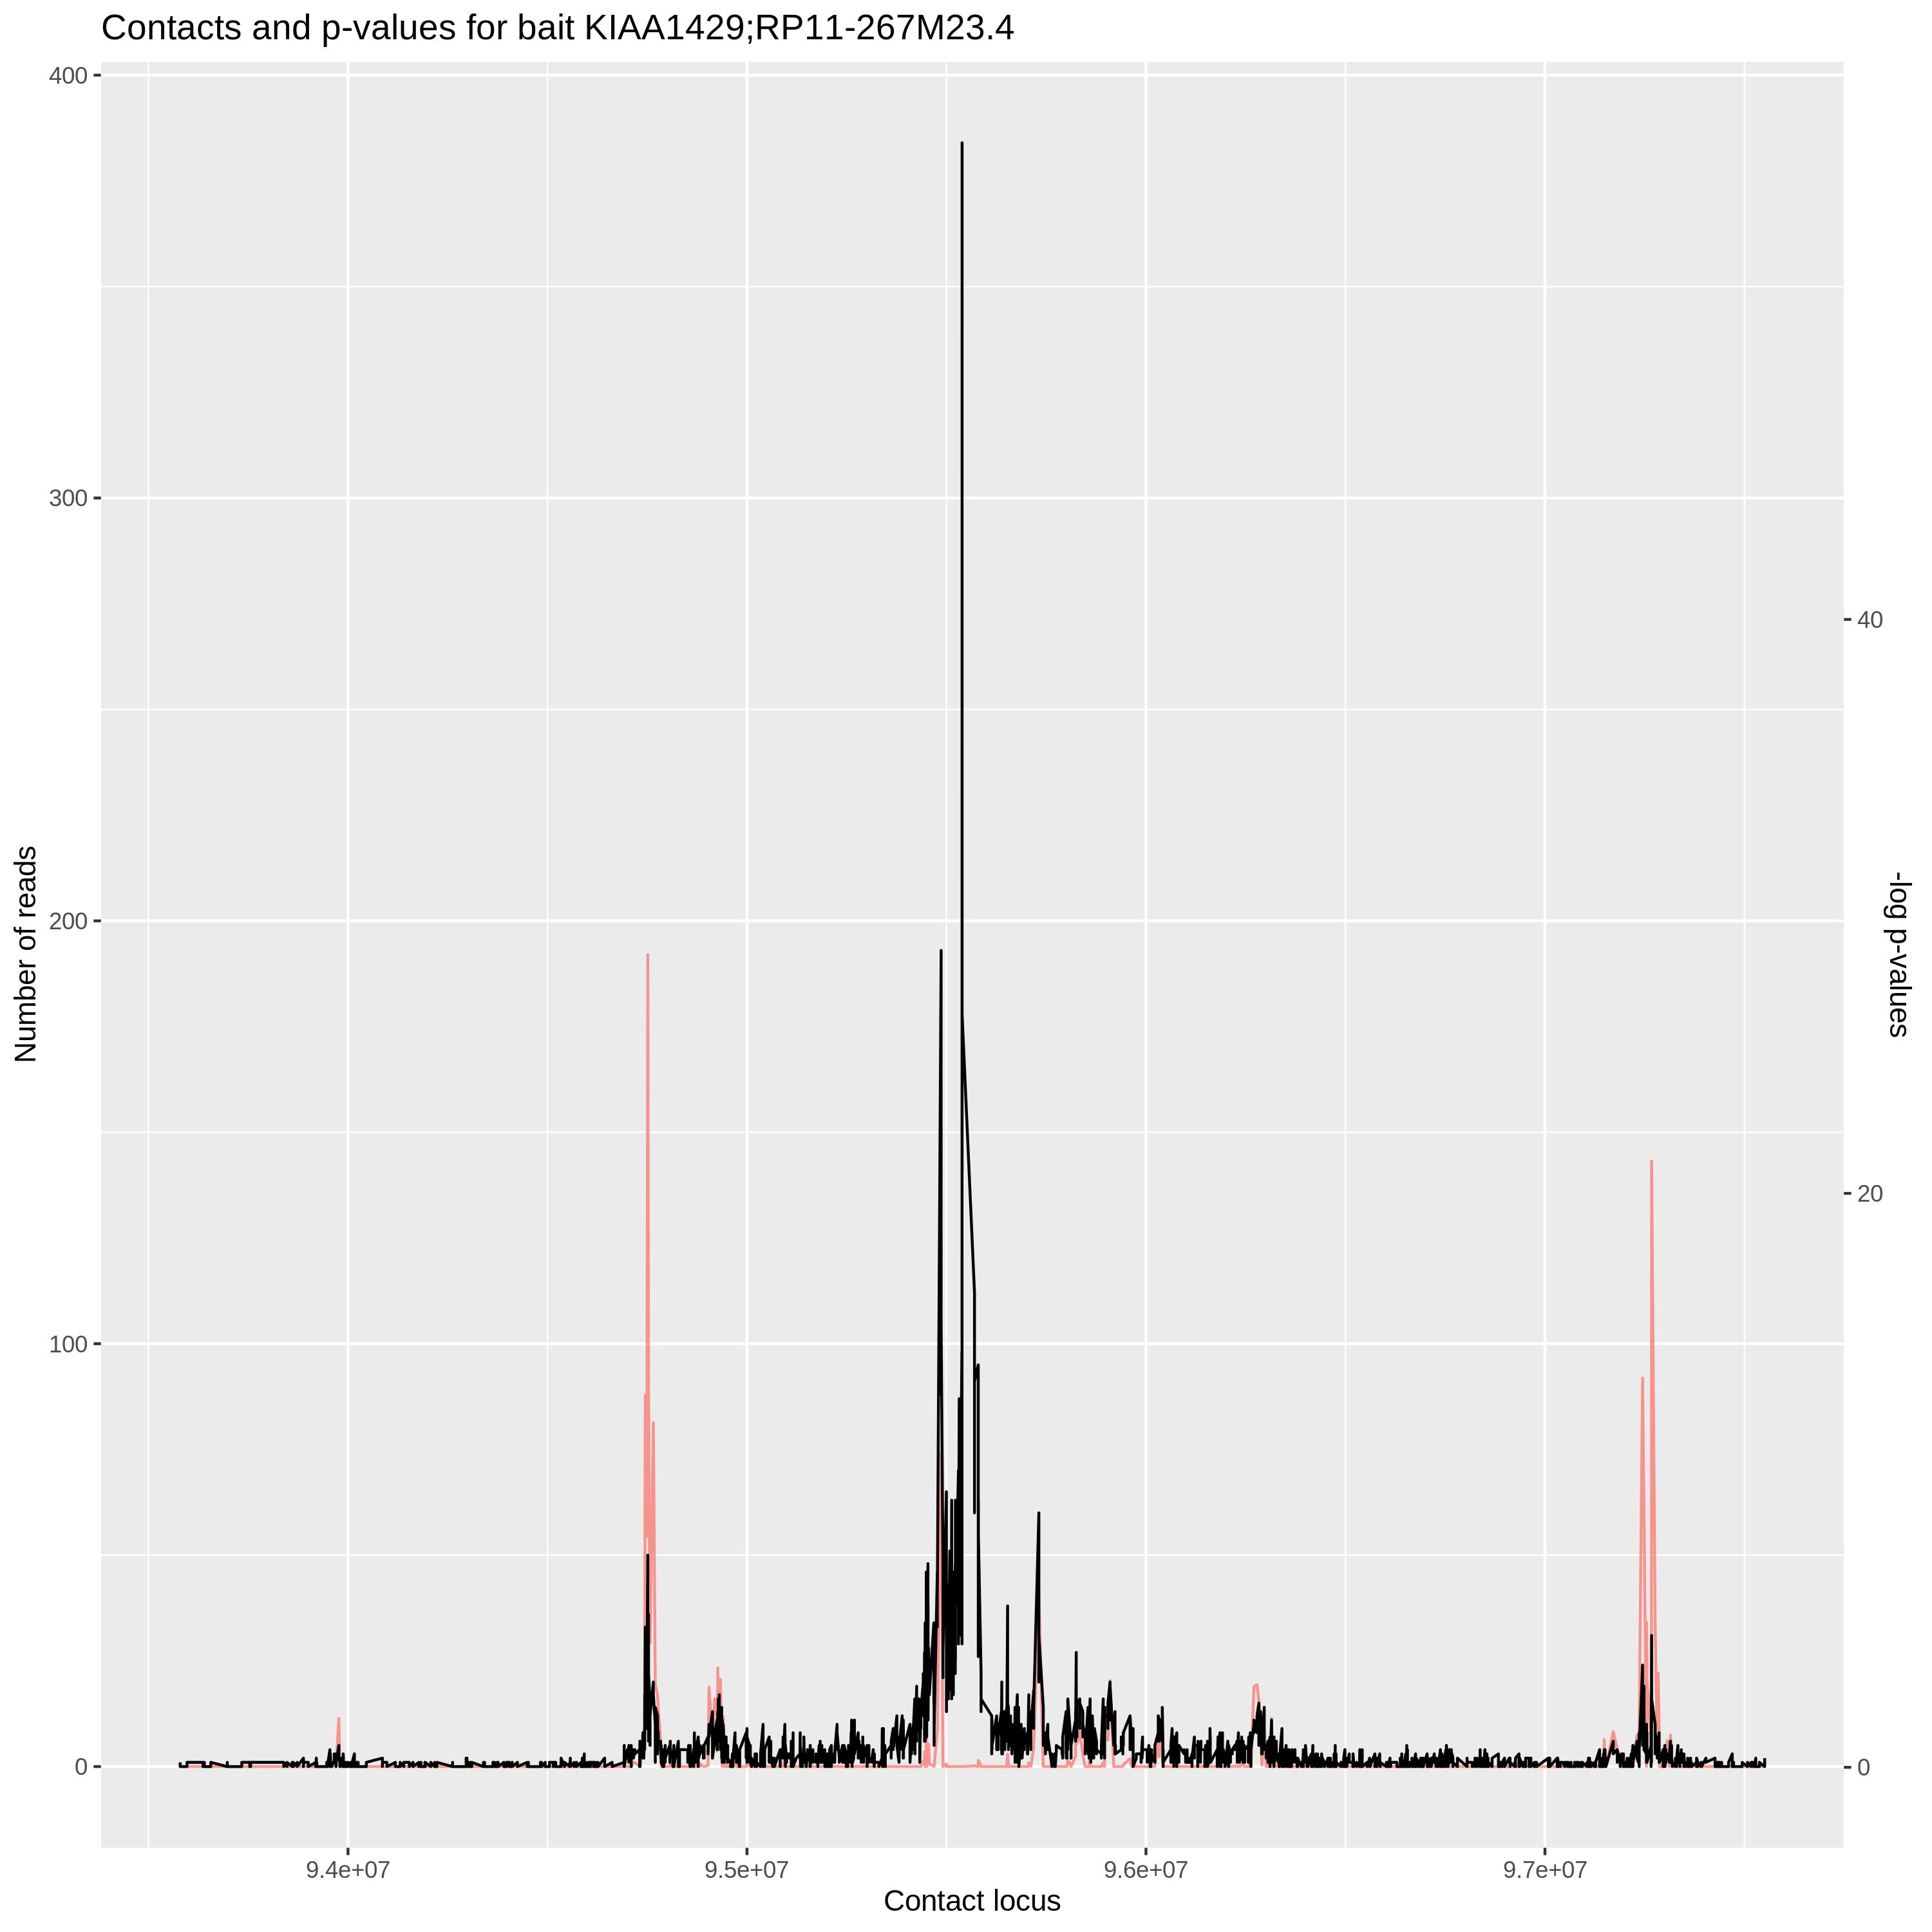 Contacts and p-values for bait KIAA1429;RP11-267M23.4
400
300
200
100
0
Number of reads
40
20
0
-log p-values
9.4e+07
9.5e+07
9.6e+07
9.7e+07
Contact locus